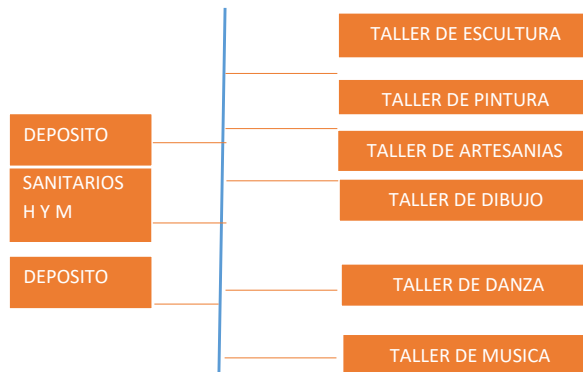 TALLER DE ESCULTURA
TALLER DE PINTURA
DEPOSITO
TALLER DE ARTESANIAS
SANITARIOS
H Y M
TALLER DE DIBUJO
DEPOSITO
TALLER DE DANZA
TALLER DE MUSICA